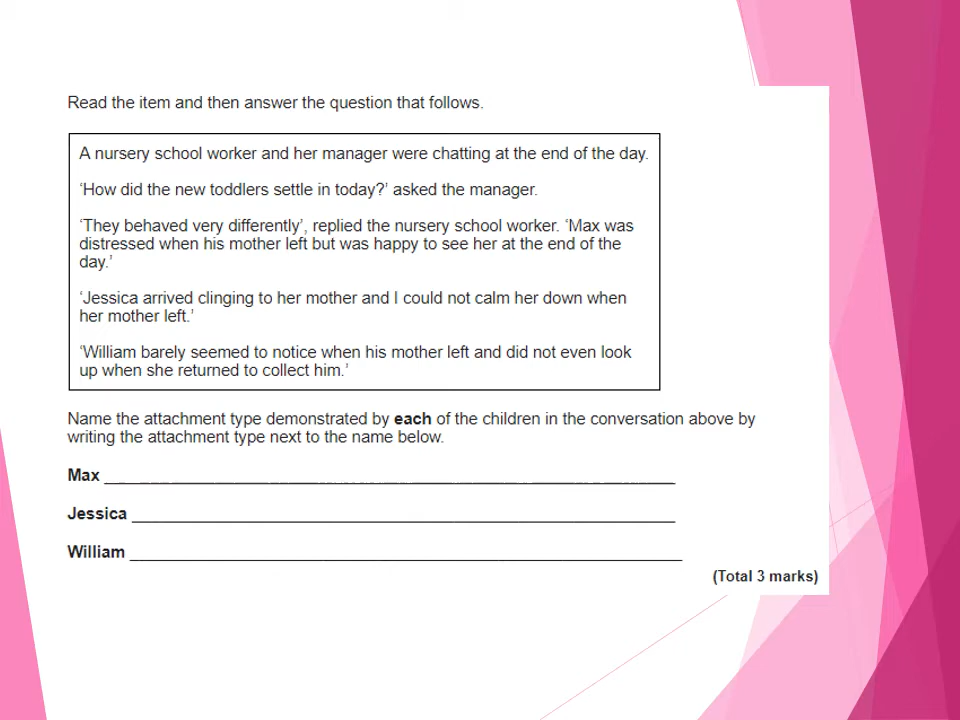 Read the item and then answer the question that follows.
A nursery school worker and her manager were chatting at the end of the day.
‘How did the new toddlers settle in today?’ asked the manager.
‘They behaved very differently’, replied the nursery school worker. ‘Max was
distressed when his mother left but was happy to see her at the end of the
day.’
‘Jessica arrived clinging to her mother and I could not calm her down when
her mother left.’
‘William barely seemed to notice when his mother left and did not even look
up when she returned to collect him.’
Name the attachment type demonstrated by each of the children in the conversation above by
writing the attachment type next to the name below.
Max
Jessica
William
(Total 3 marks)